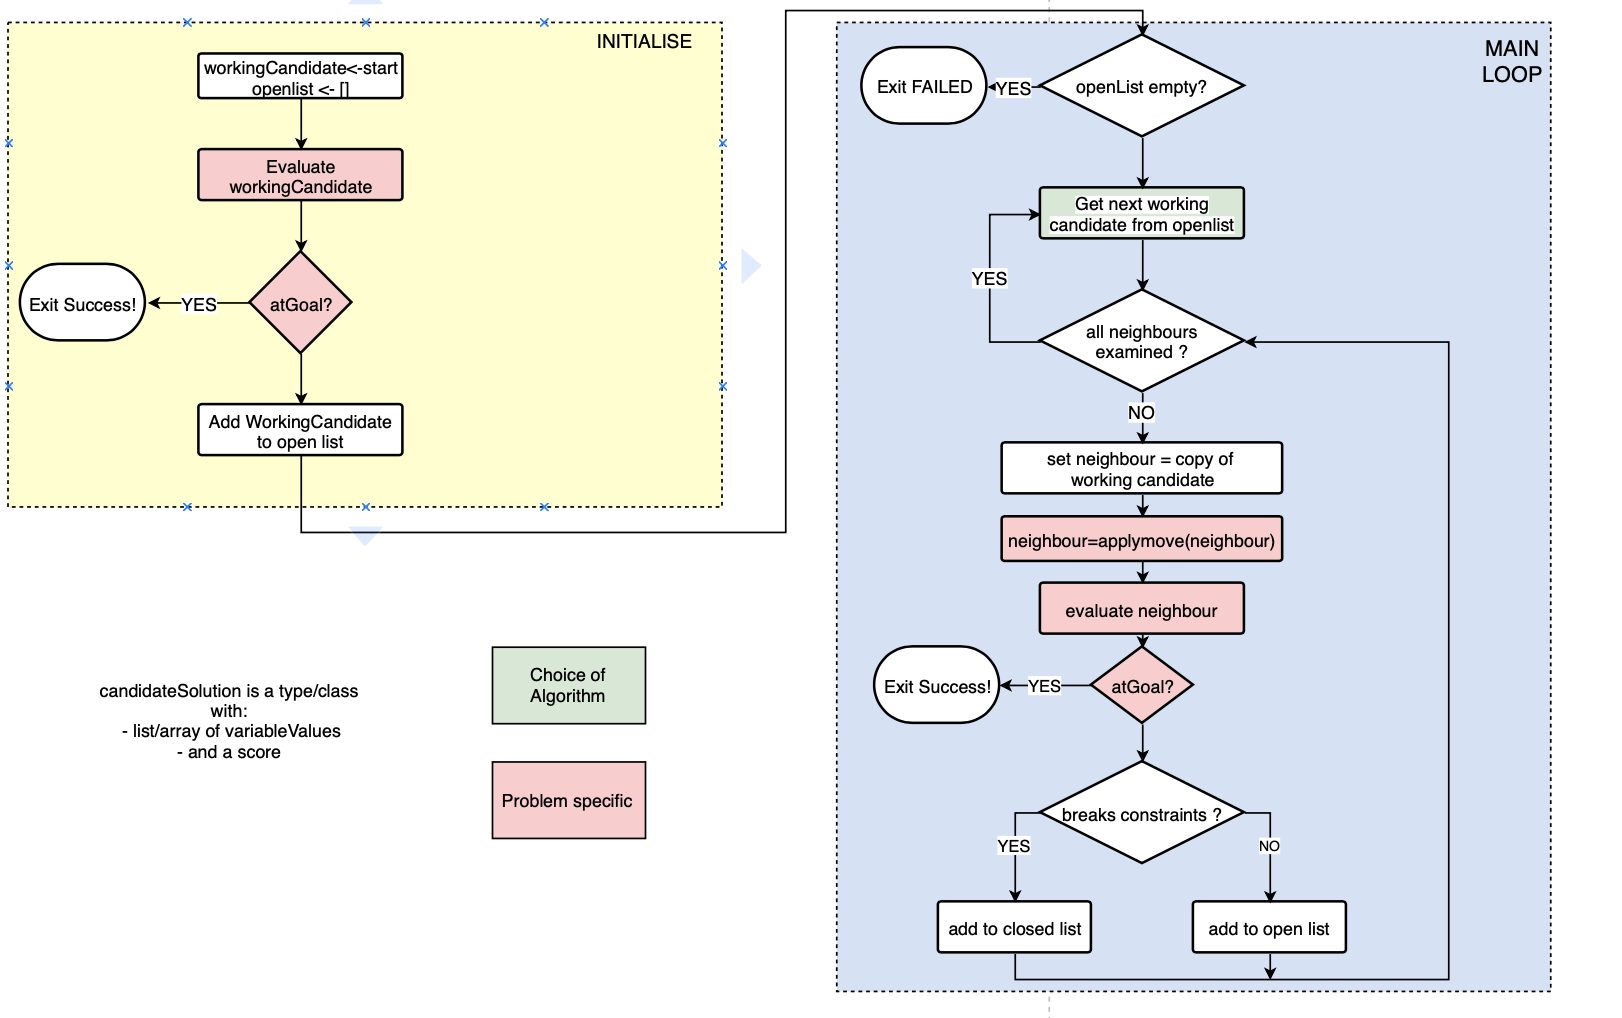 INITIALISE
workingCandidate<-start
openlist <- []
Evaluate
workingCandidate
atGoal?
YES
Exit Success!
Add WorkingCandidate
to open list
candidateSolution is a type/class
with:
- list/array of variableValues
- and a score
Choice of
Algorithm
Problem specific
MAIN
LOOP
openList empty?
YES
Exit FAILED
Get next working
candidate from openlist
YES
all neighbours
examined ?
NO
set neighbour = copy of
working candidate
neighbour=applymove(neighbour)
evaluate neighbour
atGoal?
YES
Exit Success!
breaks constraints ?
YES
NO
add to closed list
add to open list